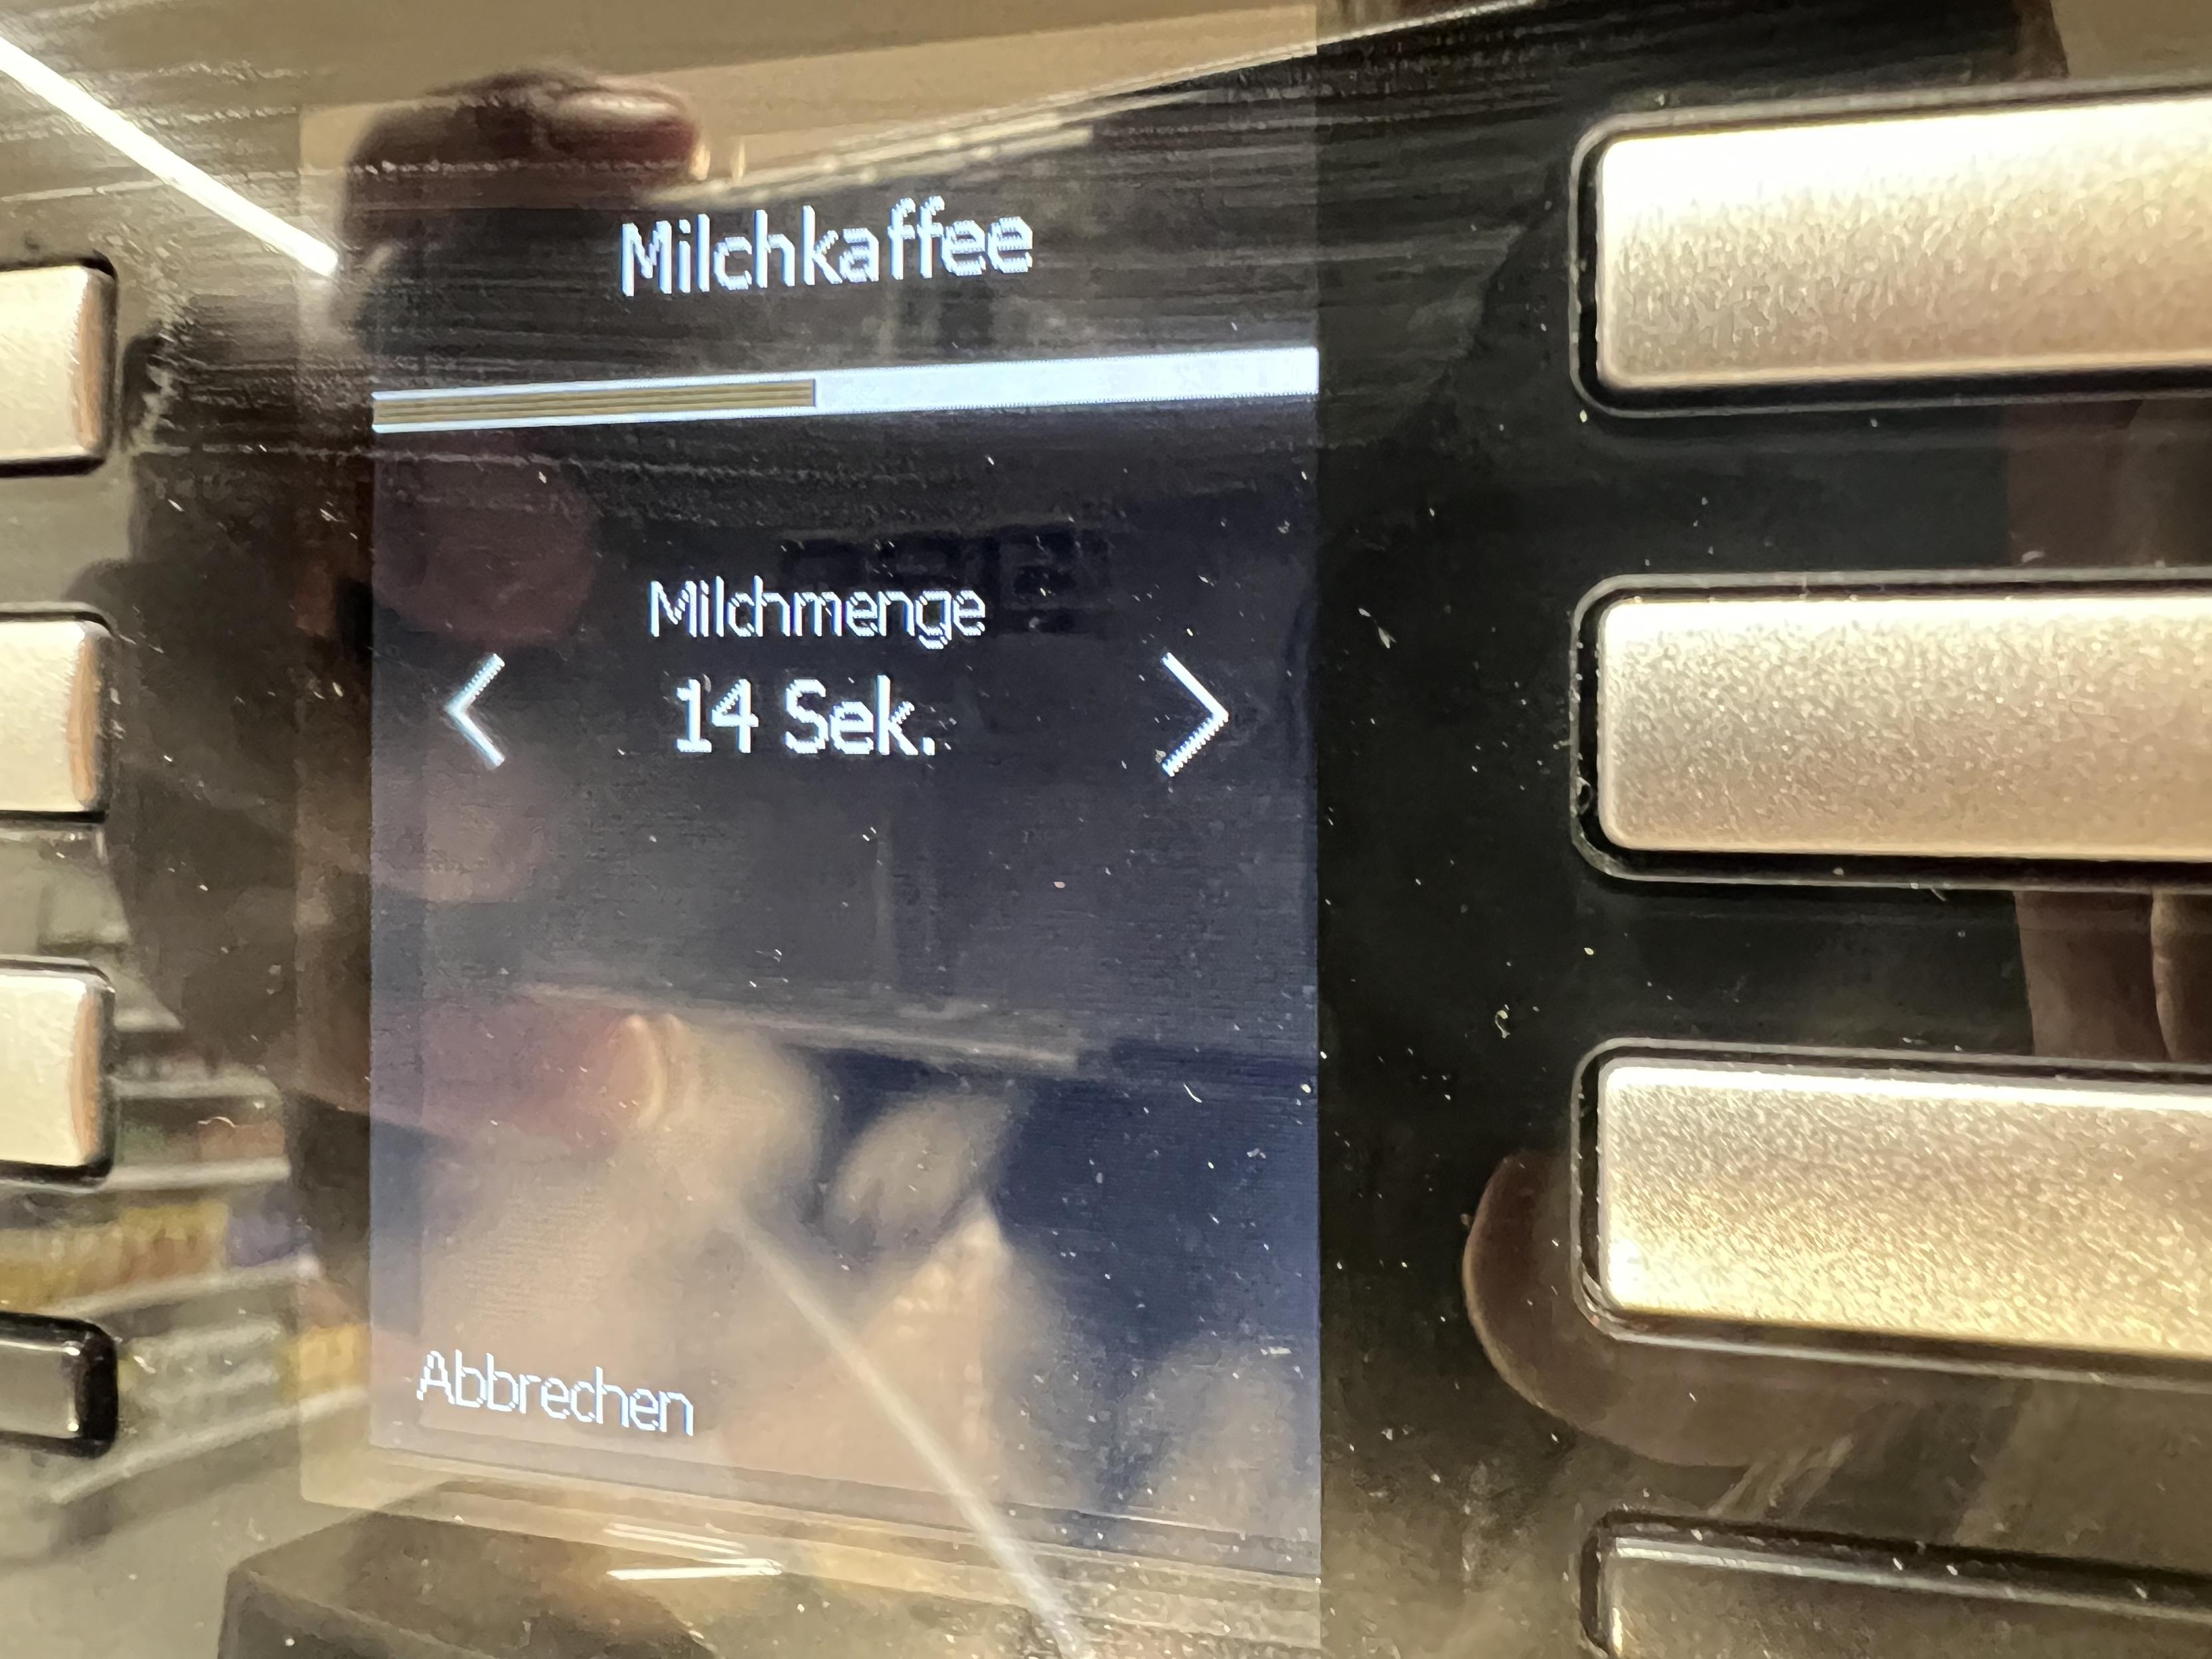 Milchkaffee
Milchmenge
14 Sek.
Abbrechen